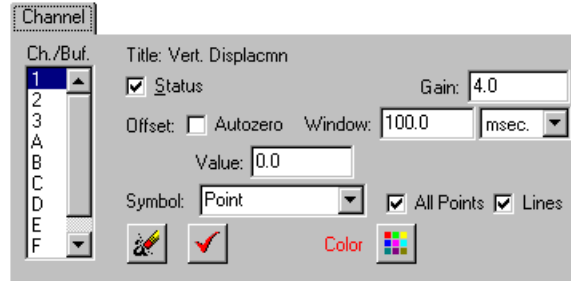 Channel
Ch./Buf.
Title: Vert. Displacmn
1
2
3
A
B
C
D
E
F
Status
Gain: 4.0
Offset: Autozero Window: 100.0 msec.
Value: 0.0
Symbol: Point All Points Lines
Color